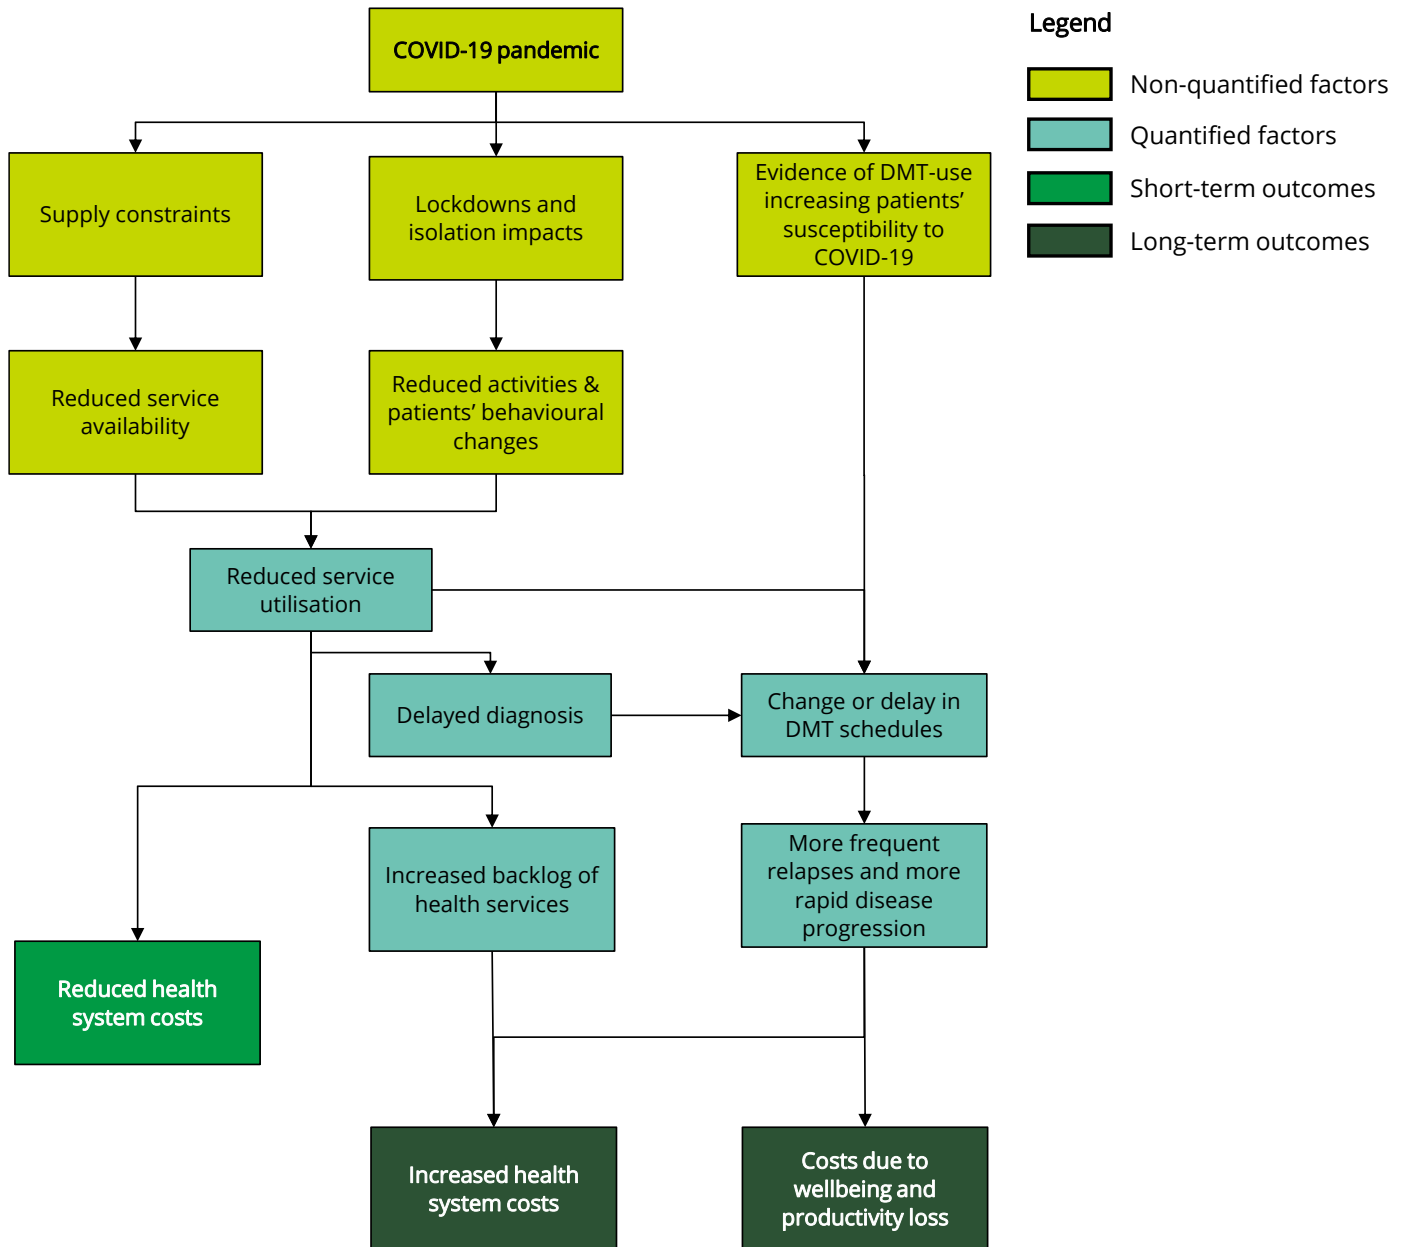 COVID-19 pandemic
Legend
Non-quantified factors
Quantified factors
Short-term outcomes
Long-term outcomes
Supply constraints
Lockdowns and
isolation impacts
Evidence of DMT-use
increasing patients’
susceptibility to
COVID-19
Reduced service
availability
Reduced activities &
patients’ behavioural
changes
Reduced service
utilisation
Delayed diagnosis
Change or delay in
DMT schedules
Increased backlog of
health services
More frequent
relapses and more
rapid disease
progression
Reduced health
system costs
Increased health
system costs
Costs due to
wellbeing and
productivity loss